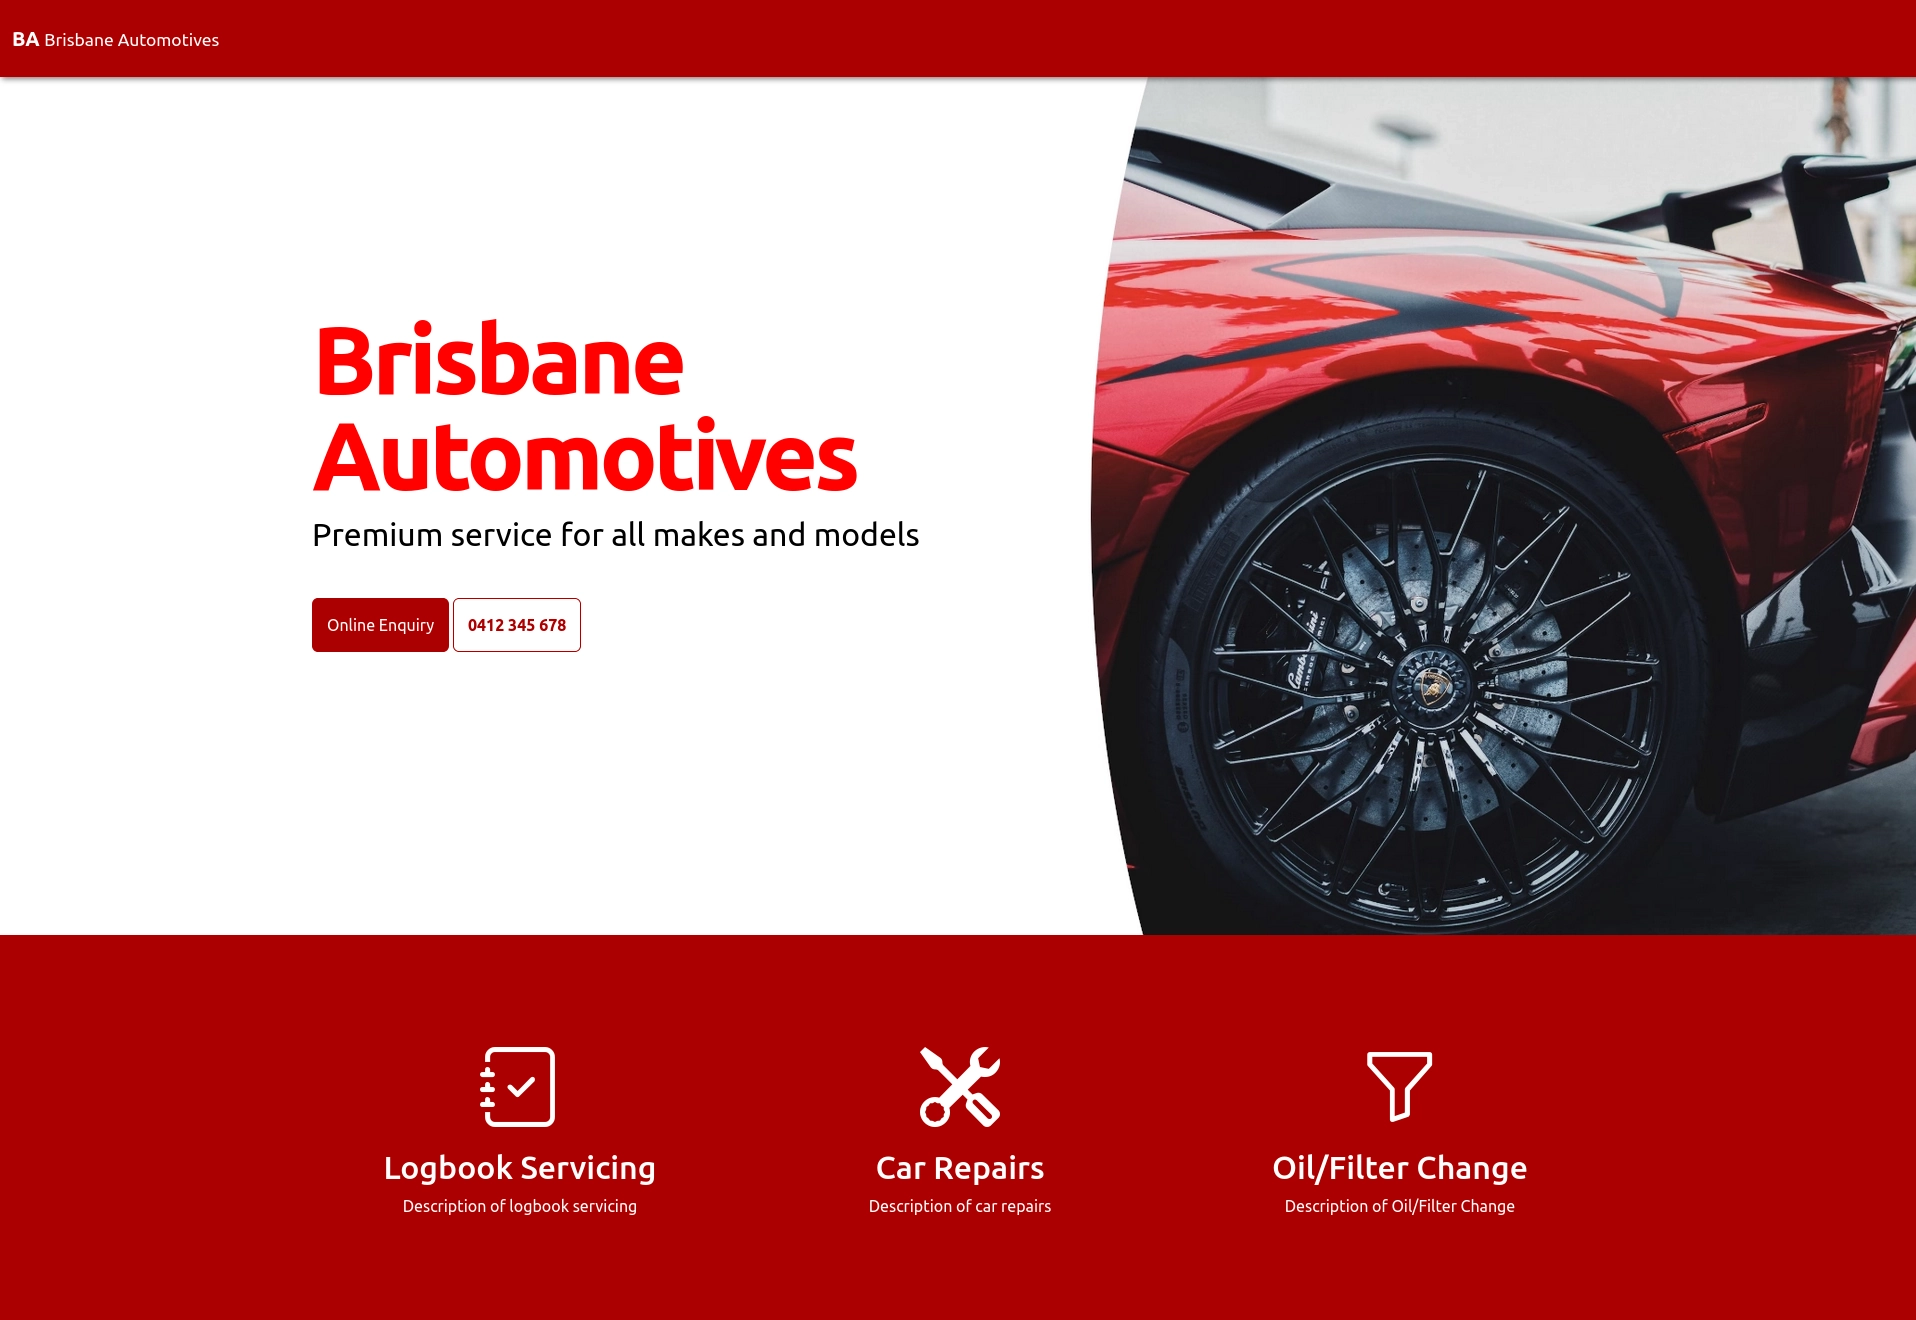 BA Brisbane Automotives
Brisbane
Automotives
Premium service for all makes and models
Online Enquiry
0412 345 678
Logbook Servicing
Description of logbook servicing
Car Repairs
Description of car repairs
Oil/Filter Change
Description of Oil/Filter Change